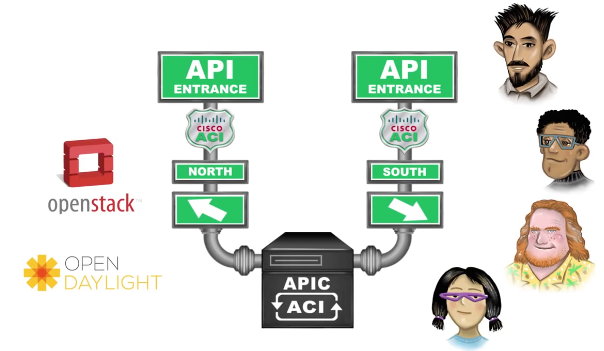 API
ENTRANCE
CISCO
ACI
NORTH
API
ENTRANCE
CISCO
ACI
SOUTH
openstack
OPEN
DAYLIGHT
APIC
ACI